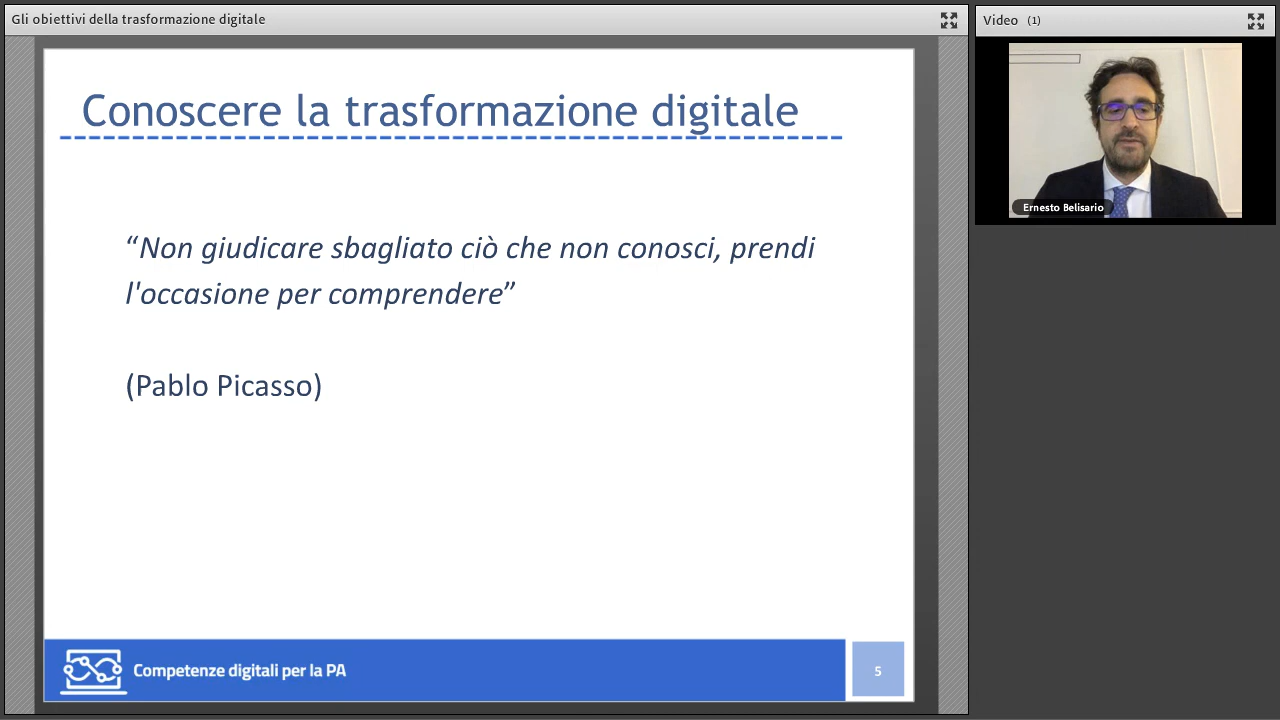 Gli obiettivi della trasformazione digitale
Video (1)
Conoscere la trasformazione digitale
“Non giudicare sbagliato ciò che non conosci, prendi
l'occasione per comprendere”
(Pablo Picasso)
Ernesto Belisario
Competenze digitali per la PA
5